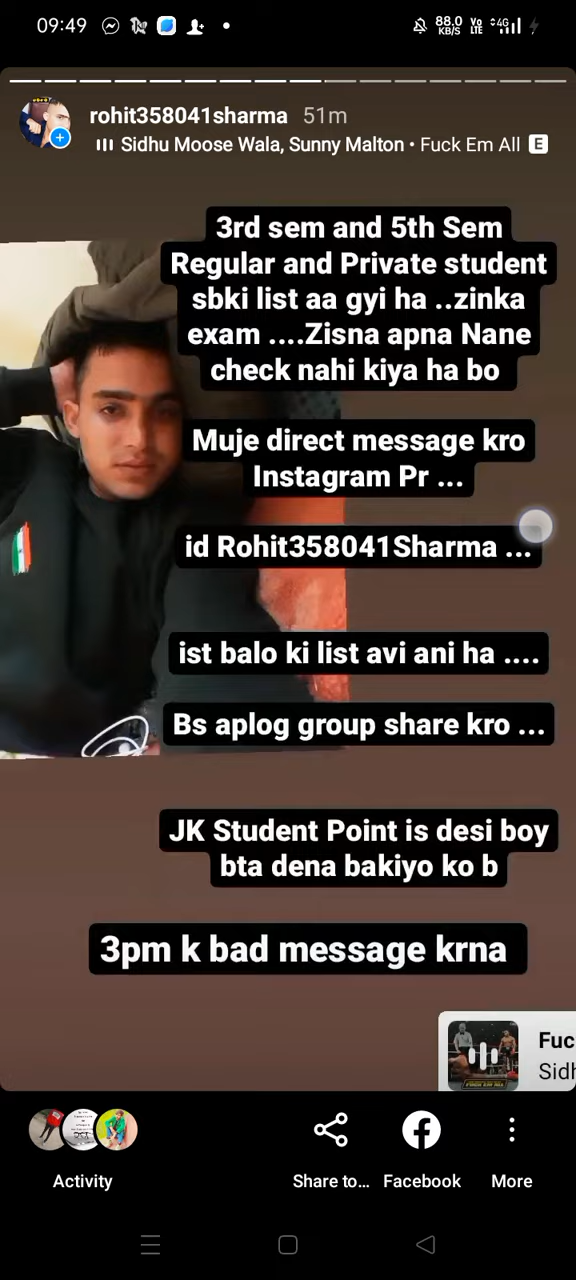 09:49
88.0
KB/S
Vo
LTE
4G
rohit358041sharma 51m
Sidhu Moose Wala, Sunny Malton • Fuck Em All E
3rd sem and 5th Sem
Regular and Private student
sbki list aa gyi ha ..zinka
exam ....Zisna apna Nane
check nahi kiya ha bo
Muje direct message kro
Instagram Pr ...
id Rohit358041Sharma ...
ist balo ki list avi ani ha ....
Bs aplog group share kro ...
JK Student Point is desi boy
bta dena bakiyo ko b
3pm k bad message krna
Fuc
Sidh
Activity
Share to...
Facebook
More